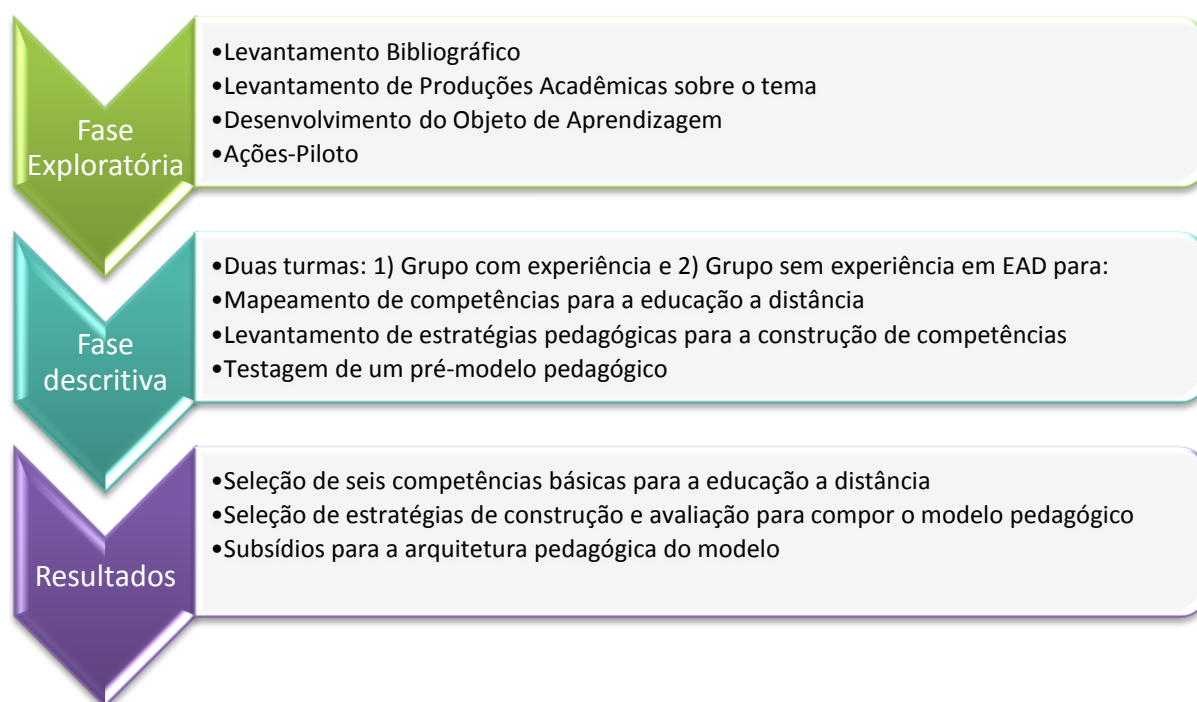 Fase
Exploratória
•Levantamento Bibliográfico
•Levantamento de Produções Acadêmicas sobre o tema
•Desenvolvimento do Objeto de Aprendizagem
•Ações-Piloto
Fase
descritiva
•Duas turmas: 1) Grupo com experiência e 2) Grupo sem experiência em EAD para:
•Mapeamento de competências para a educação a distância
•Levantamento de estratégias pedagógicas para a construção de competências
•Testagem de um pré-modelo pedagógico
Resultados
•Seleção de seis competências básicas para a educação a distância
•Seleção de estratégias de construção e avaliação para compor o modelo pedagógico
•Subsídios para a arquitetura pedagógica do modelo